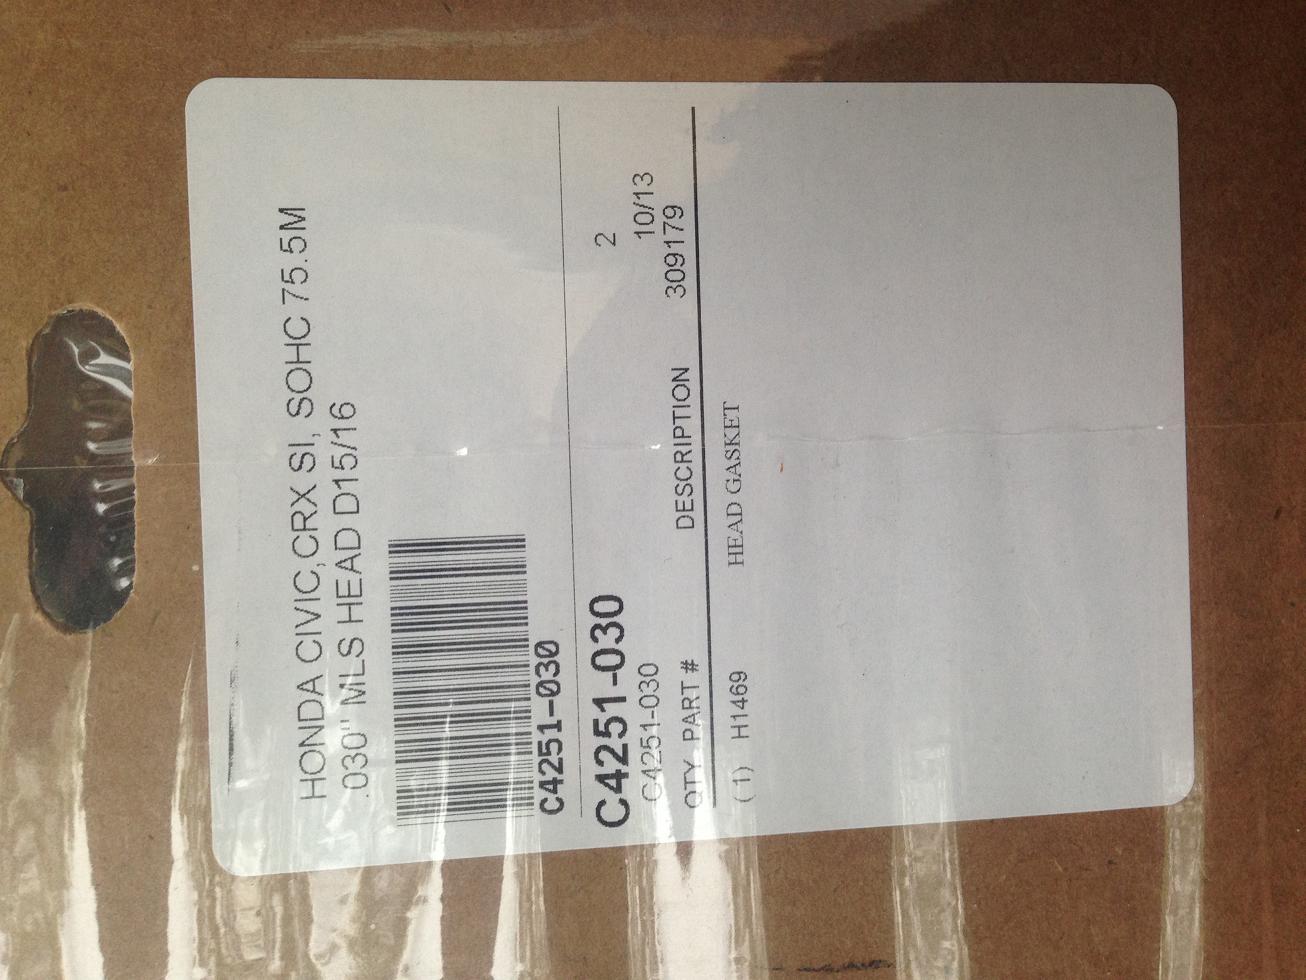 HONDA CIVIC,CRX SI, SOHC 75.5M
.030" MLS HEAD D15/16
C4251-030
C4251-030 2
C4251-030 10/13
QTY PART # DESCRIPTION 309179
(1) H1469 HEAD GASKET